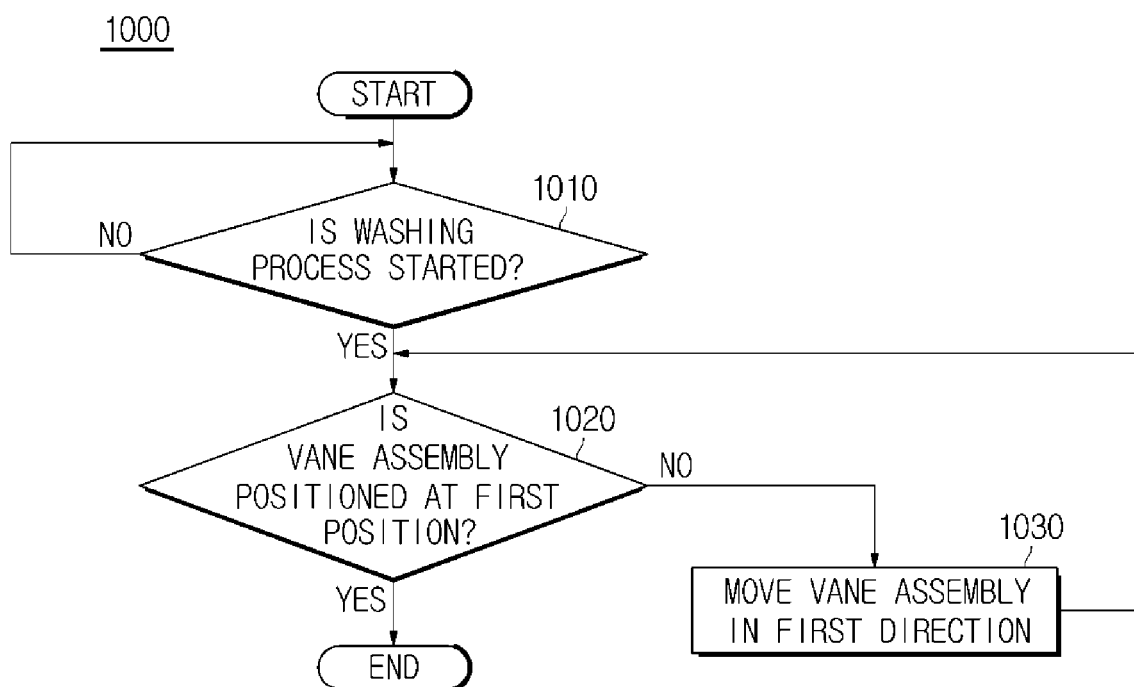 1000
START
1010
IS WASHING
PROCESS STARTED?
NO
YES
1020
IS
VANE ASSEMBLY
POSITIONED AT FIRST
POSITION?
NO
YES
1030
MOVE VANE ASSEMBLY
IN FIRST DIRECTION
END